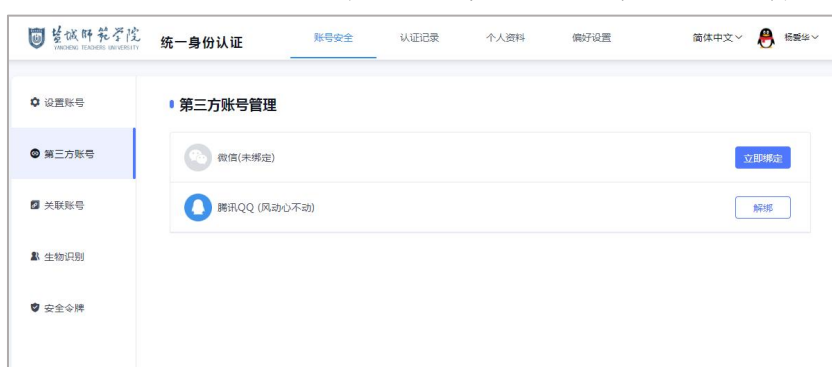 盐城师范学院
YANCHENG TEACHERS UNIVERSITY
统一身份认证
账号安全
认证记录
个人资料
偏好设置
简体中文
杨爱华
设置账号
第三方账号
关联账号
生物识别
安全令牌
第三方账号管理
微信(未绑定)
立即绑定
腾讯QQ (风动心不动)
解绑